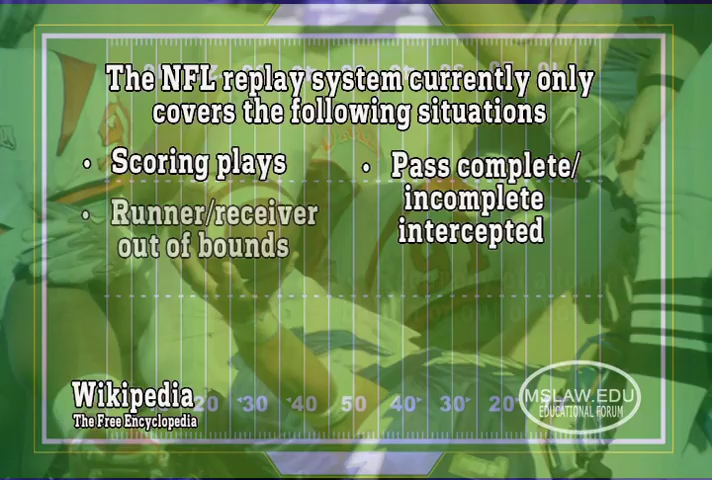 The NFL replay system currently only
covers the following situations
• Scoring plays
• Runner/receiver
out of bounds
• Pass complete/
incomplete
intercepted
Wikipedia
The Free Encyclopedia
20 30 40 50 40 30 20
MSLAW.EDU
EDUCATIONAL FORUM